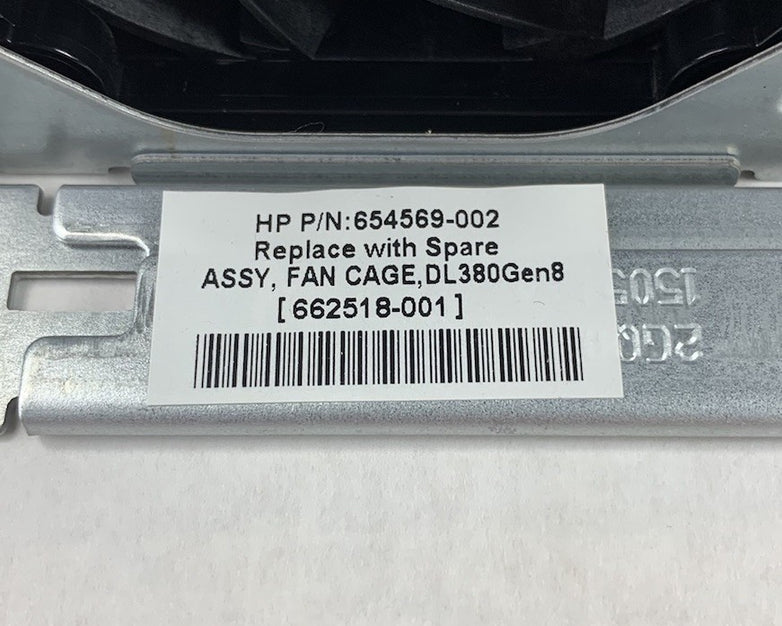 HP P/N:654569-002
Replace with Spare
ASSY, FAN CAGE,DL380Gen8
[ 662518-001 ]